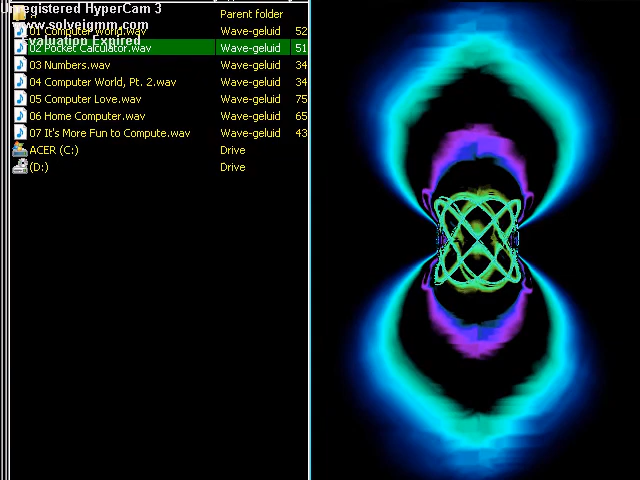 Unregistered HyperCam 3
.. Parent folder
www.solveigmm.com
01 Computer World.wav Wave-geluid 52
Evaluation Expired
02 Pocket Calculator.wav Wave-geluid 51
03 Numbers.wav Wave-geluid 34
04 Computer World, Pt. 2.wav Wave-geluid 34
05 Computer Love.wav Wave-geluid 75
06 Home Computer.wav Wave-geluid 65
07 It's More Fun to Compute.wav Wave-geluid 43
ACER (C:) Drive
(D:) Drive